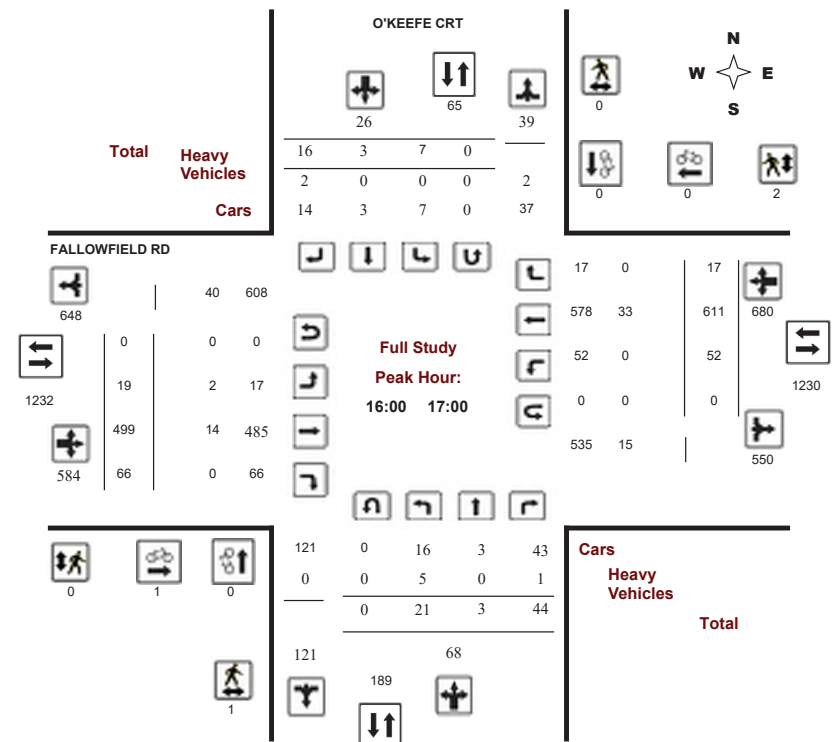 O'KEEFE CRT
N
W E
S
65
0
26 39
Total Heavy Vehicles
16 3 7 0
2 0 0 0 2
Cars 14 3 7 0 37
0 0 2
FALLOWFIELD RD
648
40 608
17 0 17
680
578 33 611
0 0 0
1232
19 2 17
52 0 52
1230
Full Study
Peak Hour:
16:00 17:00
0 0 0
499 14 485
535 15
550
584
66 0 66
121 0 16 3 43
0 0 5 0 1
0 21 3 44
Cars
Heavy
Vehicles
Total
0 1 0
121 68
189
1